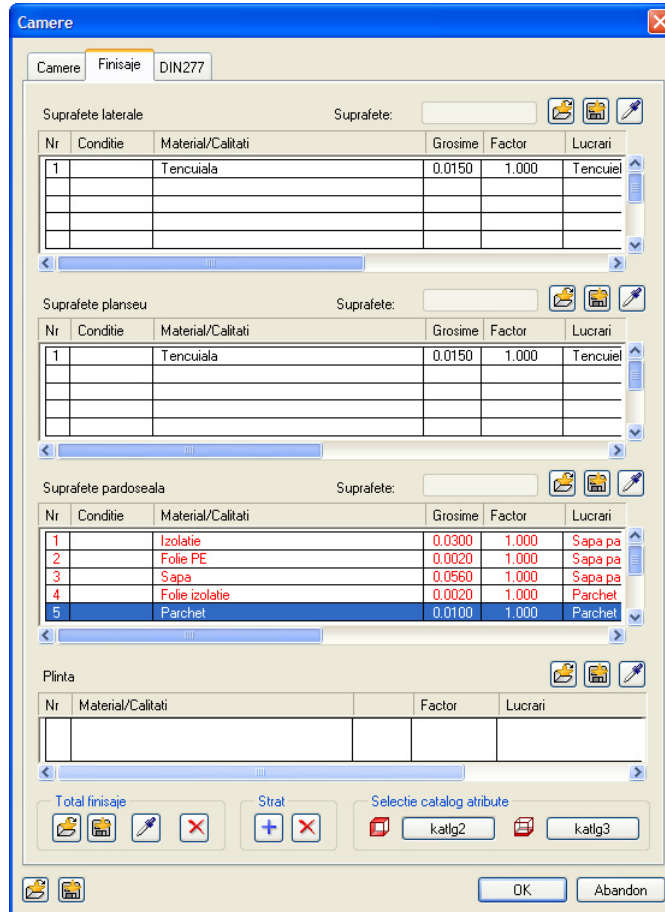 Camere
Camere Finisaje DIN277
Suprafete laterale Suprafete:
Nr Conditie Material/Calitati Grosime Factor Lucrari
1 Tencuiala 0.0150 1.000 Tencuiel
Suprafete planseu Suprafete:
Nr Conditie Material/Calitati Grosime Factor Lucrari
1 Tencuiala 0.0150 1.000 Tencuiel
Suprafete pardoseala Suprafete:
Nr Conditie Material/Calitati Grosime Factor Lucrari
1 Izolatie 0.0300 1.000 Sapa pa
2 Folie PE 0.0020 1.000 Sapa pa
3 Sapa 0.0560 1.000 Sapa pa
4 Folie izolatie 0.0020 1.000 Parchet
5 Parchet 0.0100 1.000 Parchet
Plinta
Nr Material/Calitati Factor Lucrari
Total finisaje Strat Selectie catalog atribute
katlg2 katlg3
OK Abandon